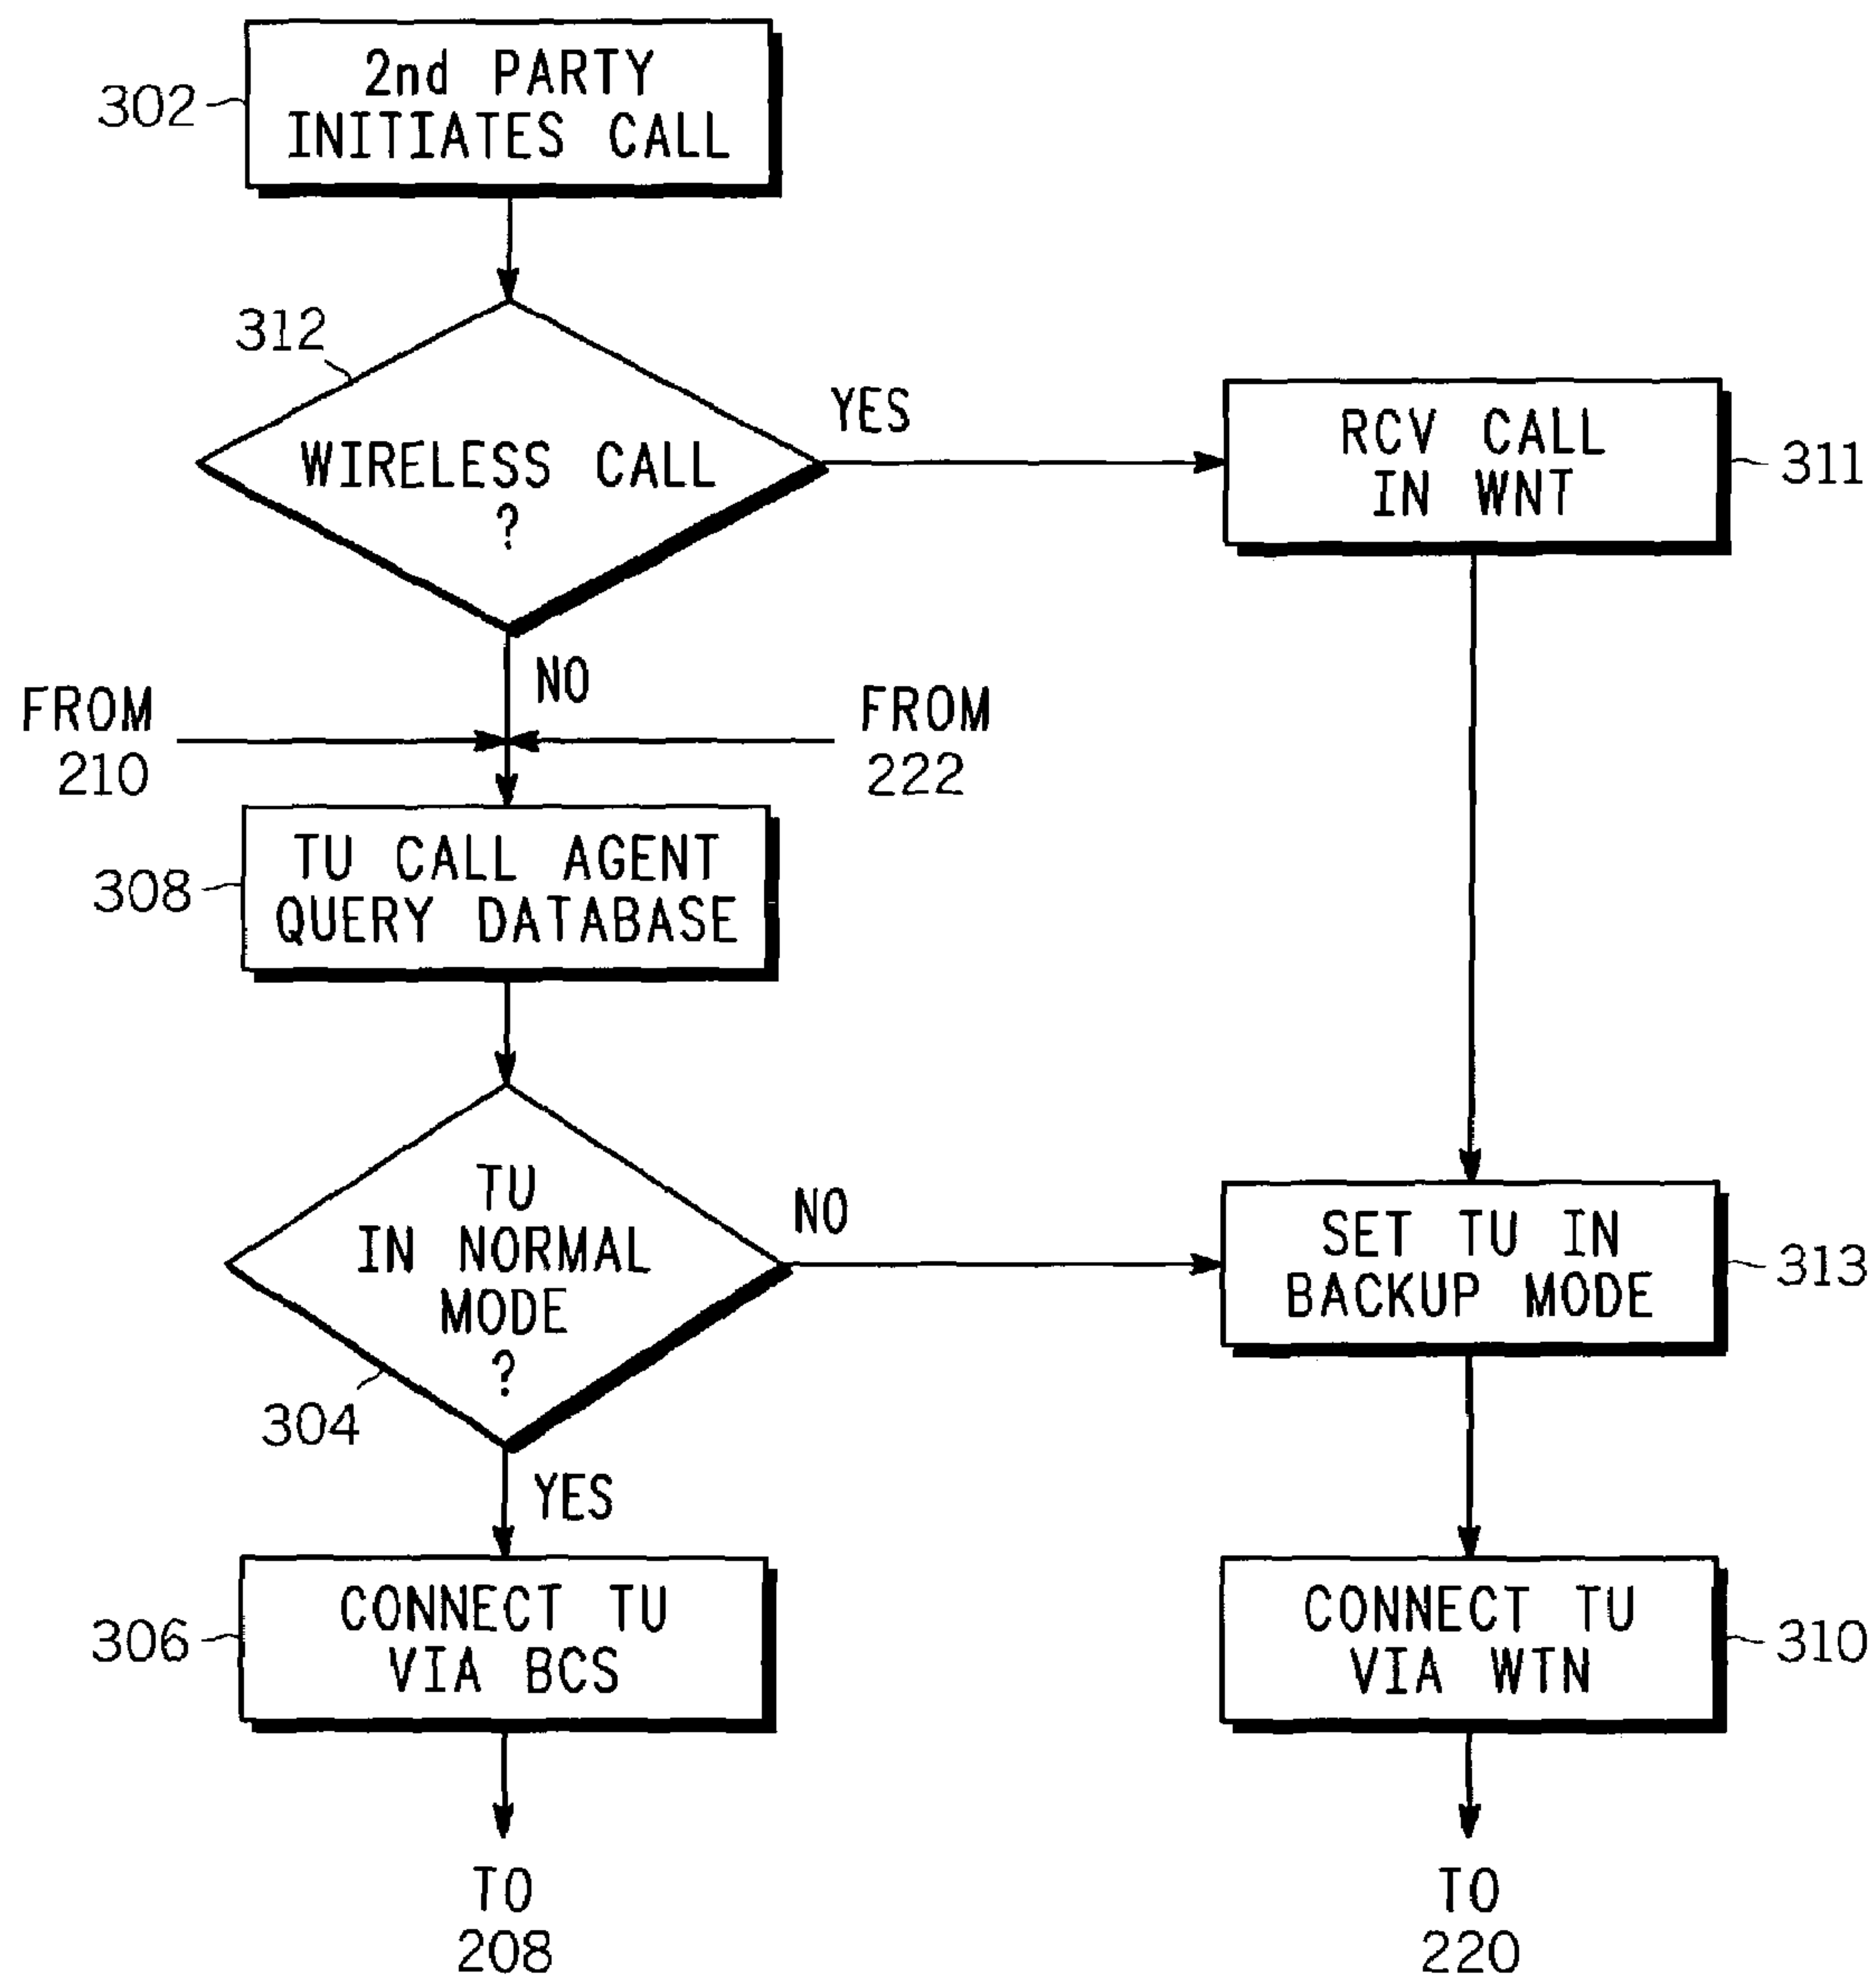 302
2nd PARTY
INITIATES CALL
312
WIRELESS CALL
?
YES
RCV CALL
IN WNT
311
NO
FROM
210
FROM
222
308
TU CALL AGENT
QUERY DATABASE
TU
IN NORMAL
MODE
?
304
NO
SET TU IN
BACKUP MODE
313
YES
306
CONNECT TU
VIA BCS
CONNECT TU
VIA WTN
310
TO
208
TO
220